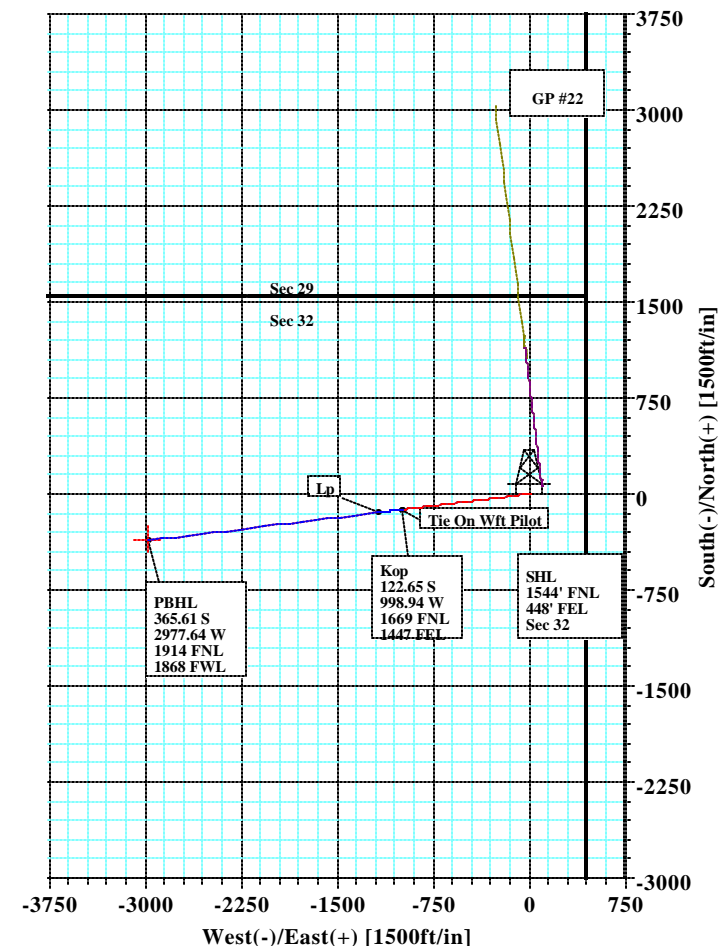 3750
GP #22
3000
2250
Sec 29
1500
Sec 32
750
Lp
0
Tie On Wft Pilot
Kop
122.65 S
998.94 W
1669 FNL
1447 FEL
SHL
1544' FNL
448' FEL
Sec 32
PBHL
365.61 S
2977.64 W
1914 FNL
1868 FWL
-750
-1500
-2250
-3000
South(-)/North(+) [1500ft/in]
-3750 -3000 -2250 -1500 -750 0 750
West(-)/East(+) [1500ft/in]